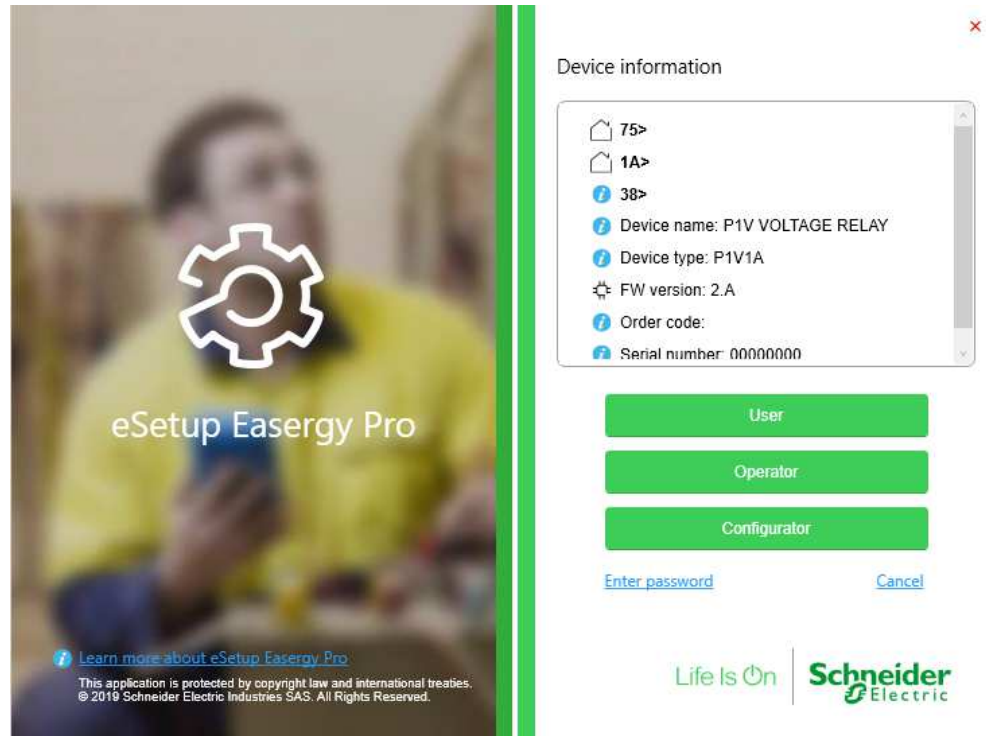 eSetup Easergy Pro
Learn more about eSetup Easergy Pro
This application is protected by copyright law and international treaties.
© 2019 Schneider Electric Industries SAS. All Rights Reserved.
Device information
75>
1A>
38>
Device name: P1V VOLTAGE RELAY
Device type: P1V1A
FW version: 2.A
Order code:
Serial number: 00000000
User
Operator
Configurator
Enter password
Cancel
Life Is On
Schneider
Electric